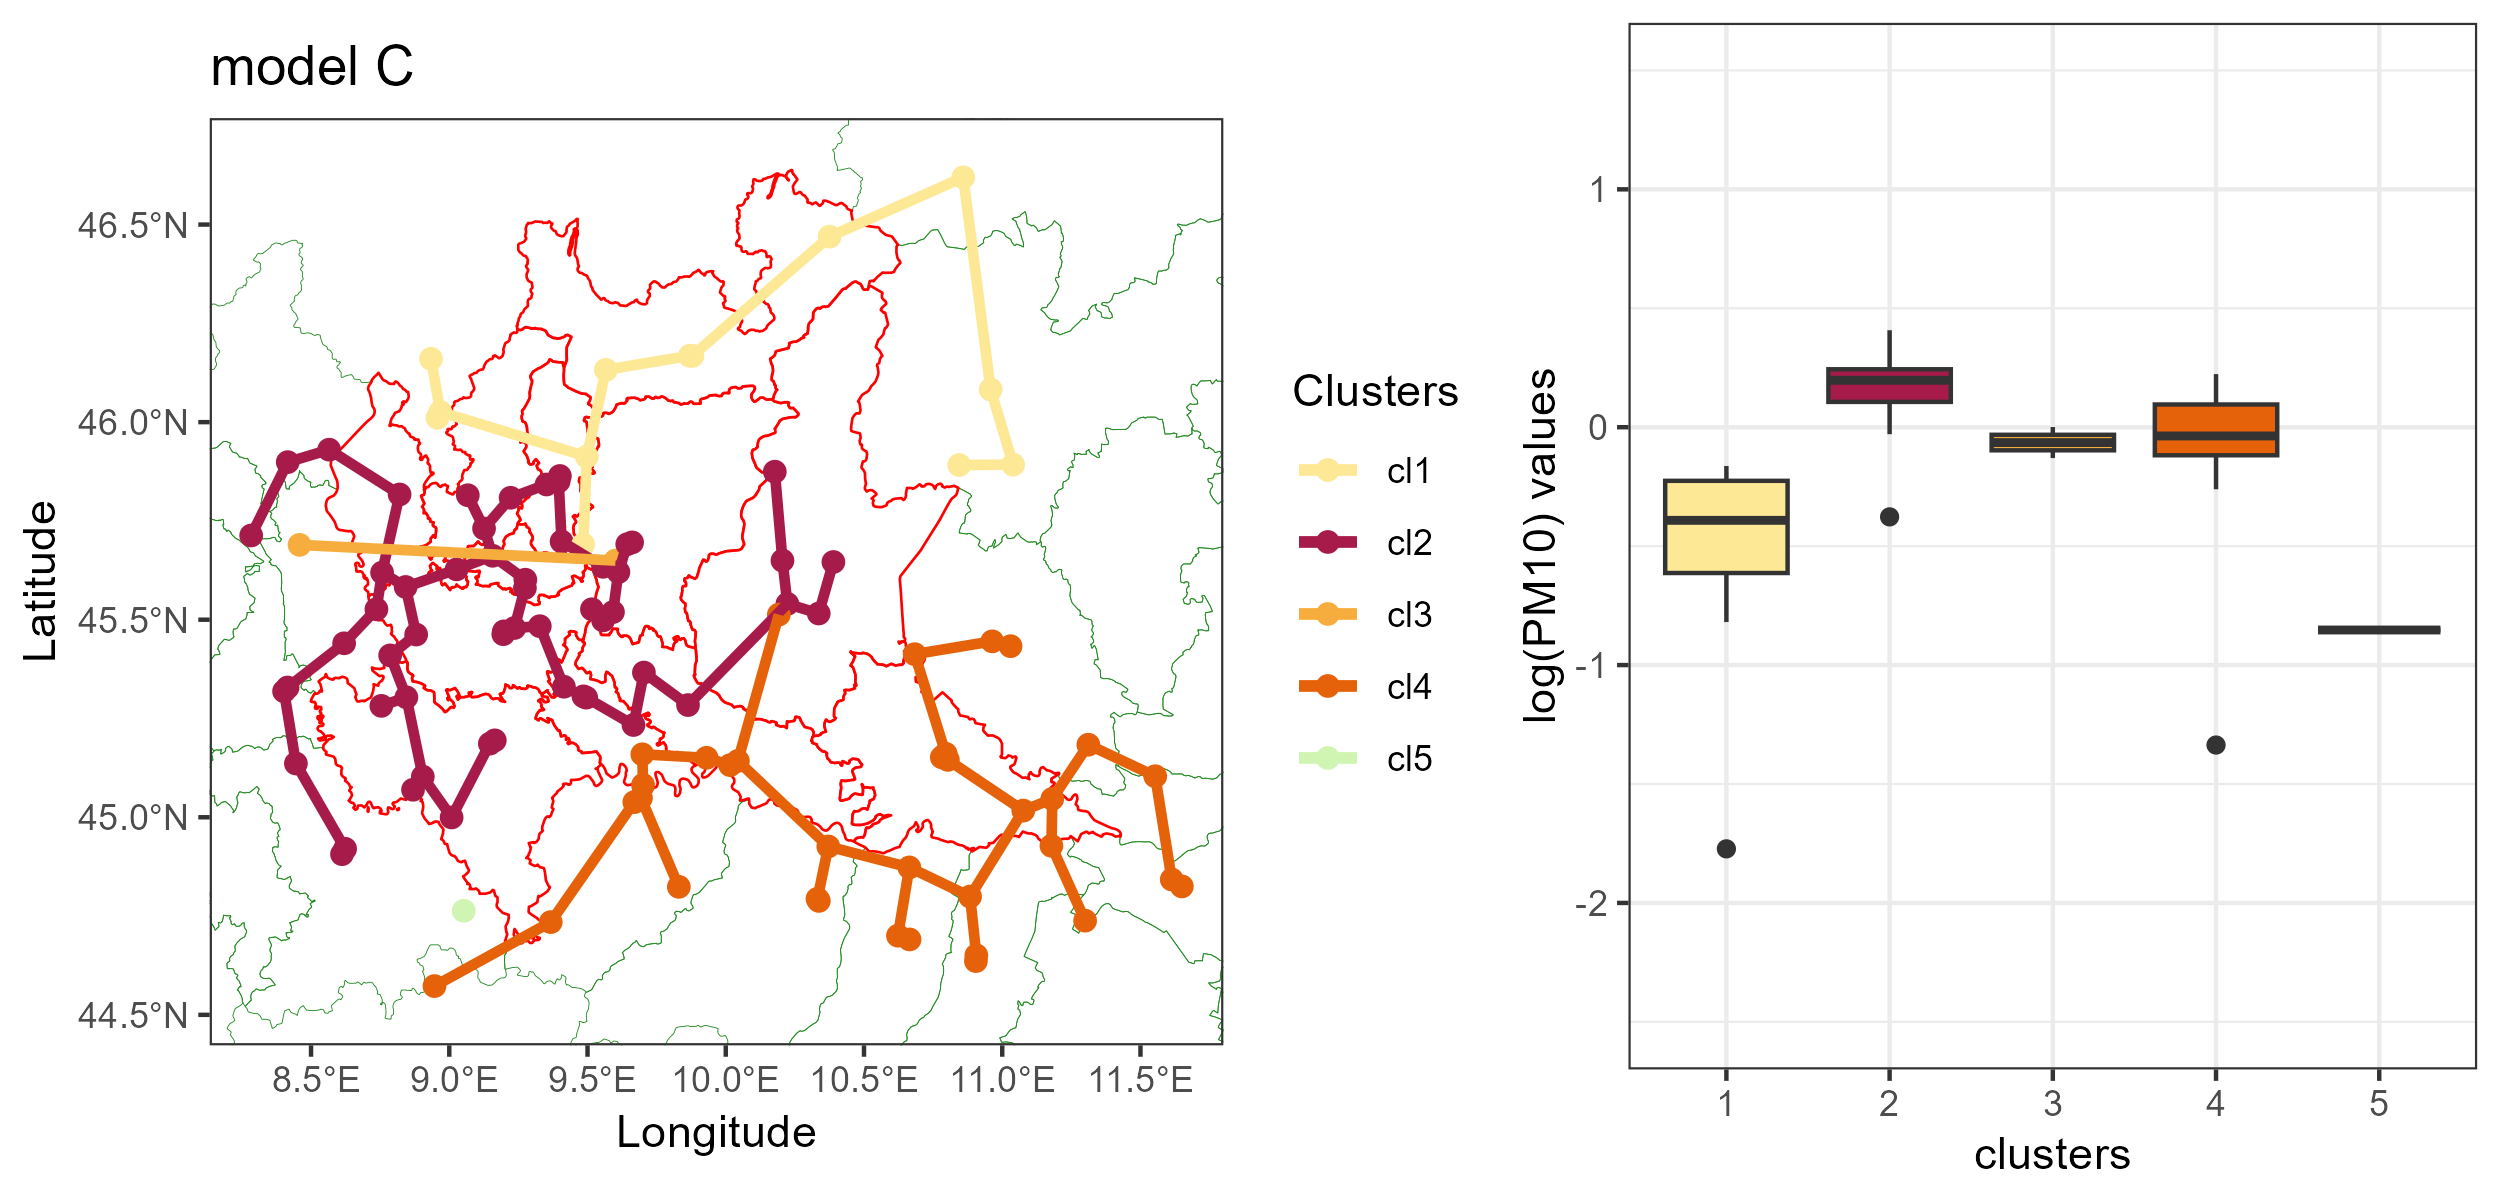 model C
46.5°N
46.0°N
45.5°N
45.0°N
44.5°N
Latitude
8.5°E 9.0°E 9.5°E 10.0°E 10.5°E 11.0°E 11.5°E
Longitude
Clusters
cl1
cl2
cl3
cl4
cl5
1
0
-1
-2
log(PM10) values
1 2 3 4 5
clusters